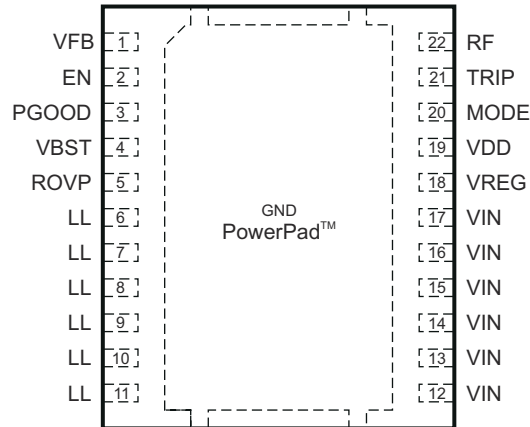 VFB 1 22 RF
EN 2 21 TRIP
PGOOD 3 20 MODE
VBST 4 19 VDD
ROVP 5 18 VREG
LL 6 17 VIN
GND
PowerPad™
LL 7 16 VIN
LL 8 15 VIN
LL 9 14 VIN
LL 10 13 VIN
LL 11 12 VIN